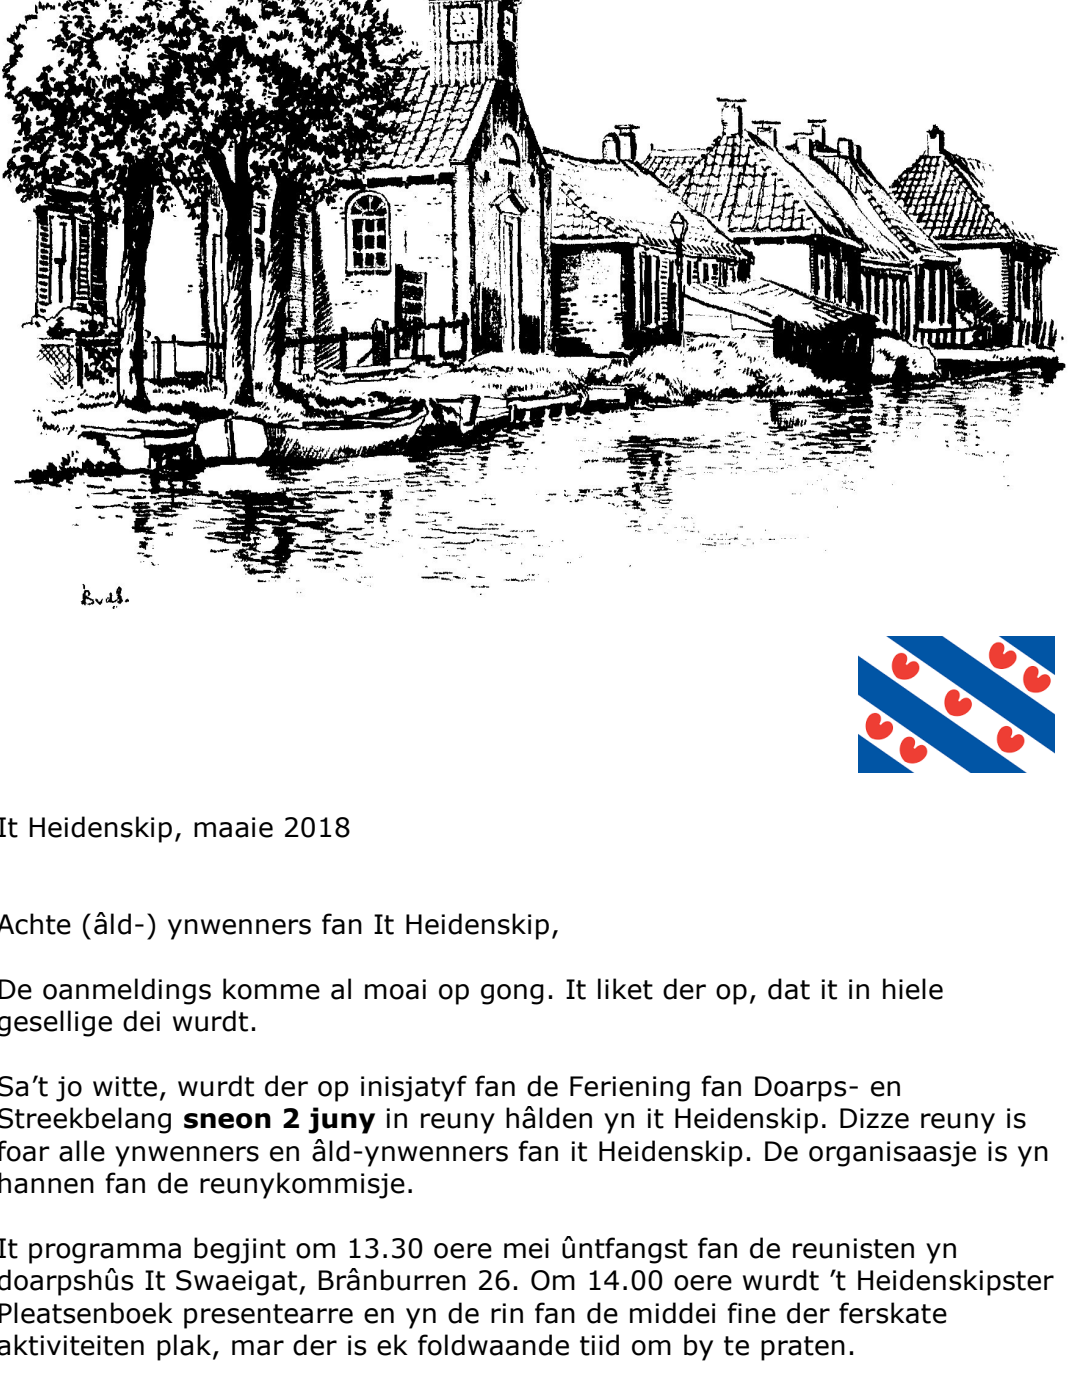 B.v.d.S.
It Heidenskip, maaie 2018
Achte (âld-) ynwenners fan It Heidenskip,
De oanmeldings komme al moai op gong. It liket der op, dat it in hiele
gesellige dei wurdt.
Sa’t jo witte, wurdt der op inisjatyf fan de Feriening fan Doarps- en
Streekbelang sneon 2 juny in reuny hâlden yn it Heidenskip. Dizze reuny is
foar alle ynwenners en âld-ynwenners fan it Heidenskip. De organisaasje is yn
hannen fan de reunykommisje.
It programma begjint om 13.30 oere mei ûntfangst fan de reunisten yn
doarpshûs It Swaeigat, Brânburren 26. Om 14.00 oere wurdt ’t Heidenskipster
Pleatsenboek presentearre en yn de rin fan de middei fine der ferskate
aktiviteiten plak, mar der is ek foldwaande tiid om by te praten.